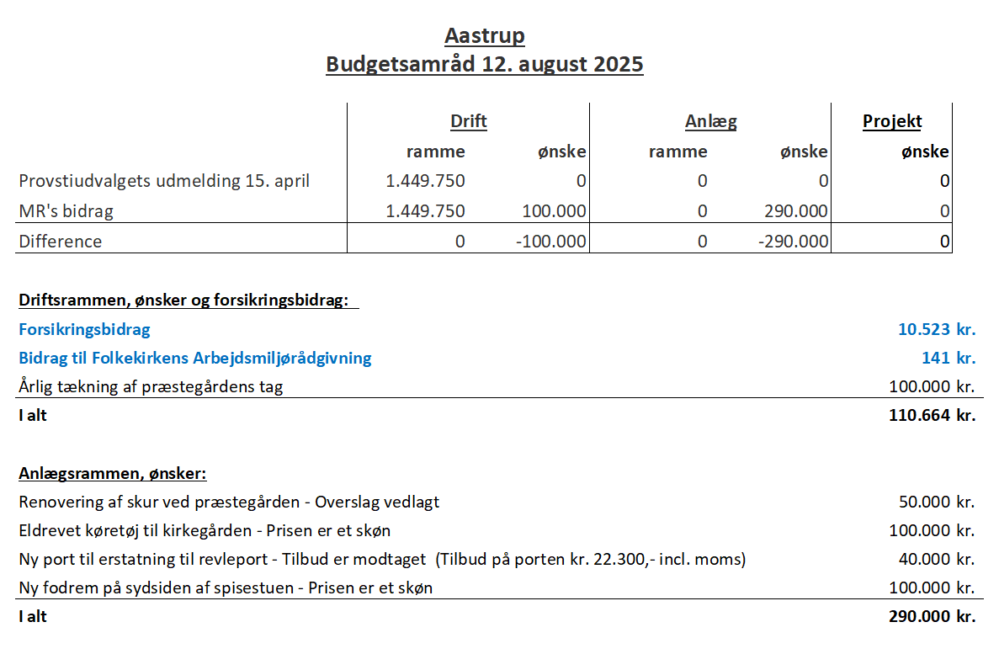 Aastrup
Budgetsamråd 12. august 2025
Drift Anlæg Projekt
ramme ønske ramme ønske ønske
Provstiudvalgets udmelding 15. april 1.449.750 0 0 0 0
MR's bidrag 1.449.750 100.000 0 290.000 0
Difference 0 -100.000 0 -290.000 0
Driftsrammen, ønsker og forsikringsbidrag:
Forsikringsbidrag 10.523 kr.
Bidrag til Folkekirkens Arbejdsmiljørådgivning 141 kr.
Årlig tækning af præstegårdens tag 100.000 kr.
I alt 110.664 kr.
Anlægsrammen, ønsker:
Renovering af skur ved præstegården - Overslag vedlagt 50.000 kr.
Eldrevet køretøj til kirkegården - Prisen er et skøn 100.000 kr.
Ny port til erstatning til revleport - Tilbud er modtaget (Tilbud på porten kr. 22.300,- incl. moms) 40.000 kr.
Ny fodrem på sydsiden af spisestuen - Prisen er et skøn 100.000 kr.
I alt 290.000 kr.